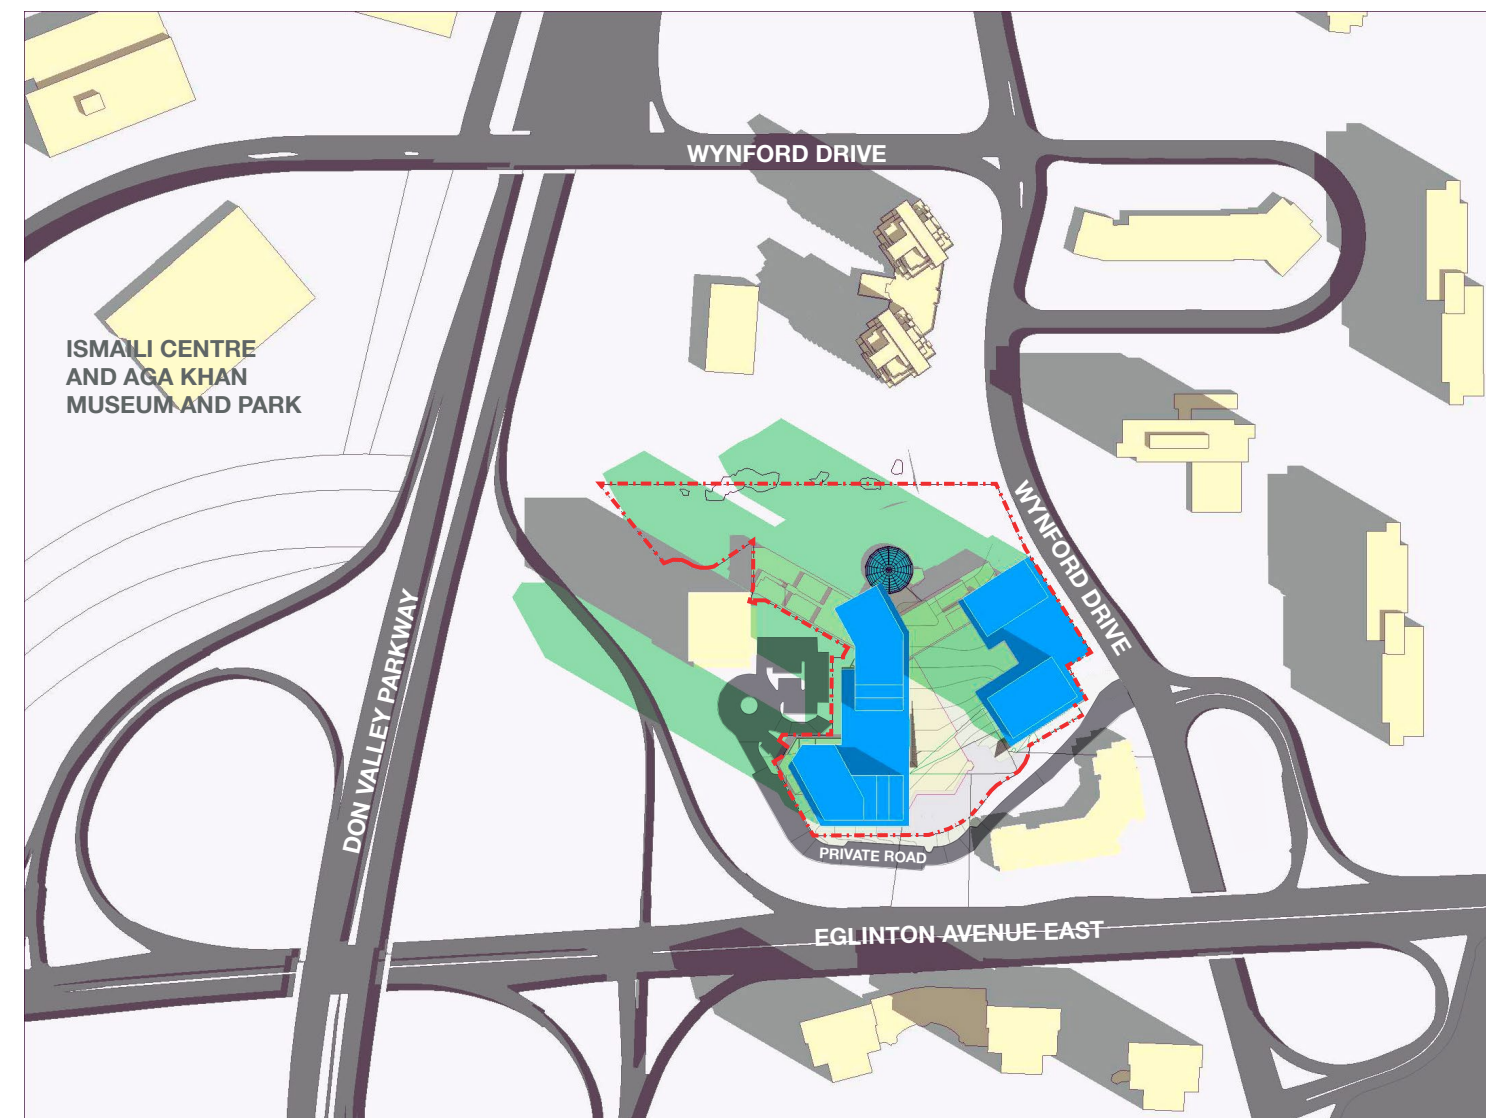 WYNFORD DRIVE
ISMAILI CENTRE
AND AGA KHAN
MUSEUM AND PARK
WYNFORD DRIVE
DON VALLEY PARKWAY
PRIVATE ROAD
EGLINTON AVENUE EAST